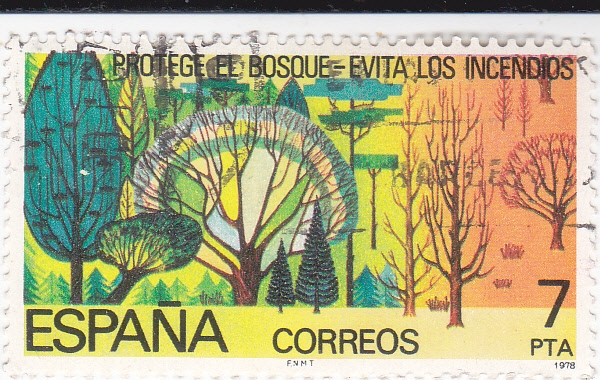 PROTEGE EL BOSQUE=EVITA LOS INCENDIOS
ESPAÑA CORREOS 7 PTA
F.N.M.T 1978